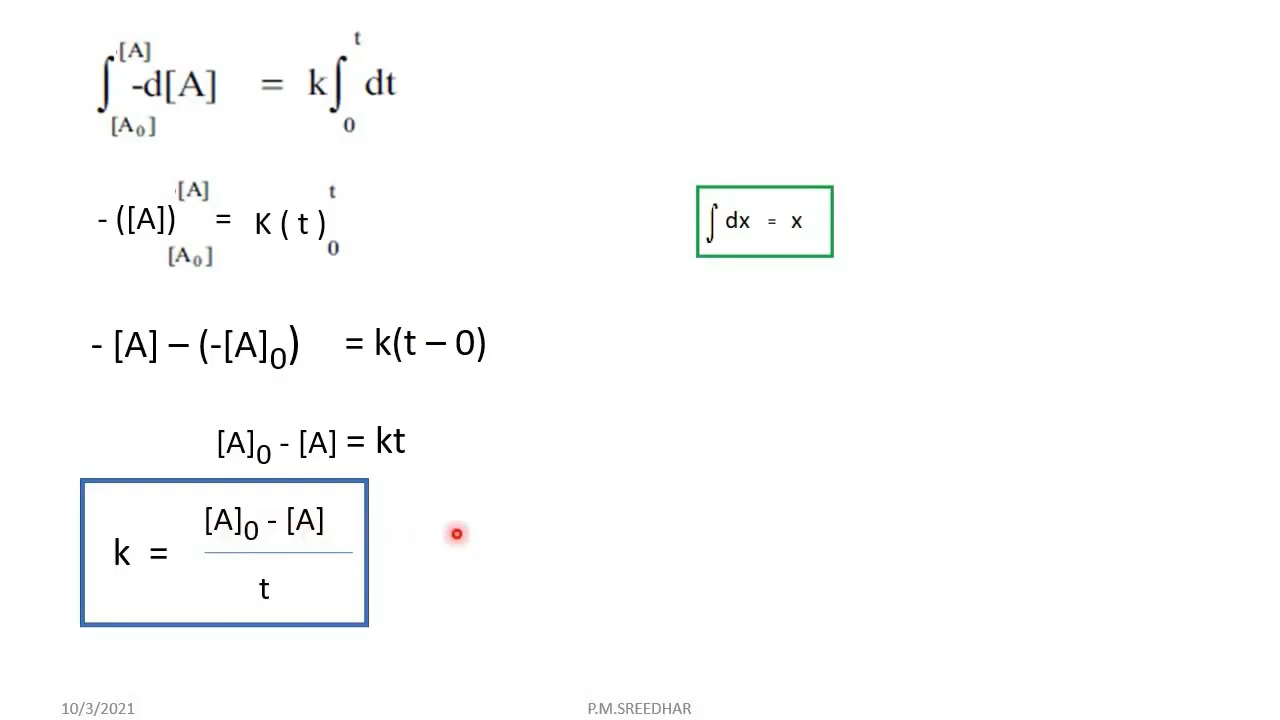 ∫[A₀]^[A] -d[A] = k∫₀^t dt
- ([A])[A₀]^[A] = K ( t )₀^t
∫ dx = x
- [A] – (-[A]₀) = k(t – 0)
[A]₀ - [A] = kt
k = [A]₀ - [A]
t
10/3/2021
P.M.SREEDHAR